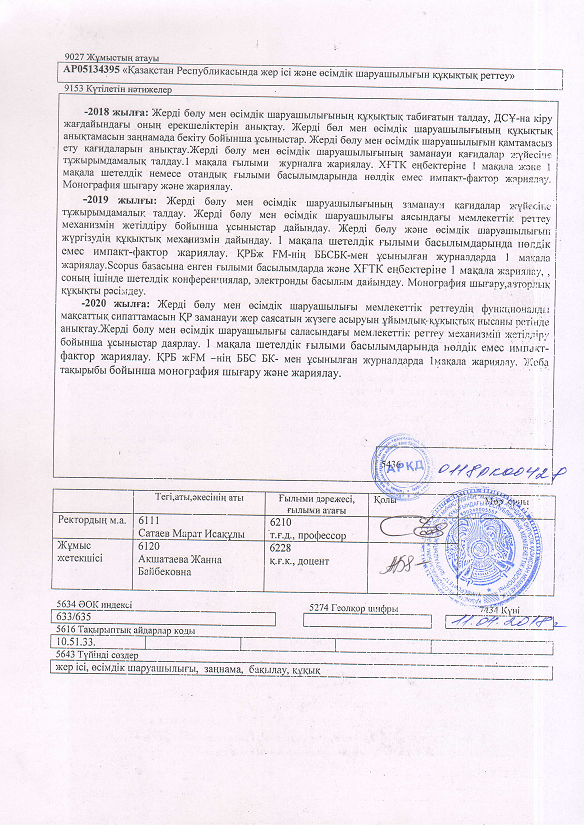 9027 Жұмыстың атауы
АР05134395 «Қазақстан Республикасында жер ісі және өсімдік шаруашылығын құқықтық реттеу»
9153 Күтілетін нәтижелер
-2018 жылға: Жерді бөлу мен өсімдік шаруашылығының құқықтық табиғатын талдау, ДСҰ-на кіру
жағдайындағы оның ерекшеліктерін анықтау. Жерді бөл мен өсімдік шаруашылығының құқықтық
анықтамасын заңнамада бекіту бойынша ұсыныстар. Жерді бөлу мен өсімдік шаруашылығын қамтамасыз
ету қағидаларын анықтау.Жерді бөлу мен өсімдік шаруашылығының заманауи қағидалар жүйесіне
тұжырымдамалық талдау.1 мақала ғылыми журналға жариялау. ХҒТК еңбектеріне 1 мақала және 1
мақала шетелдік немесе отандық ғылыми басылымдарында нөлдік емес импакт-фактор жариялау.
Монография шығару және жариялау.
-2019 жылға: Жерді бөлу мен өсімдік шаруашылығының заманауи қағидалар жүйесіне
тұжырымдамалық талдау. Жерді бөлу мен өсімдік шаруашылығы аясындағы мемлекеттік реттеу
механизмін жетілдіру бойынша ұсыныстар дайындау. Жерді бөлу және өсімдік шаруашылығын
жүргізудің құқықтық механизмін дайындау. 1 мақала шетелдік ғылыми басылымдарында нөлдік
емес импакт-фактор жариялау. ҚРБж FM-нің ББСБК-мен ұсынылған журналдарда 1 мақала
жариялау.Scopus базасына енген ғылыми басылымдарда және ХҒТК еңбектеріне 1 мақала жариялау, ,
соның ішінде шетелдік конференциялар, электронды басылым дайындау. Монография шығару,авторлық
құқықты рәсімдеу.
-2020 жылға: Жерді бөлу мен өсімдік шаруашылығы мемлекеттік реттеудің функционалды
мақсаттық сипаттамасын ҚР заманауи жер саясатын жүзеге асыруын ұйымлық-құқықтық нысаны ретінде
анықтау.Жерді бөлу мен өсімдік шаруашылығы саласындағы мемлекеттік реттеу механизмін жетілдіру
бойынша ұсыныстар даярлау. 1 мақала шетелдік ғылыми басылымдарында нөлдік емес импакт-
фактор жариялау. ҚРБ жFM –нің ББС БК- мен ұсынылған журналдарда 1мақала жариялау. Жоба
тақырыбы бойынша монография шығару және жариялау.
5436
АРКД
0118РК00429
Тегі,аты,әкесінің аты Ғылыми дәрежесі, Қолы
ғылыми атағы
Ректордың м.а. 6111 6210
Сатаев Марат Исақұлы т.ғ.д., профессор
Жұмыс 6120 6228
жетекшісі Акшатаева Жанна қ.ғ.к., доцент
Байбековна
5634 ӘОК индексі 5274 Геолқор шифры 7434 Күні
633/635 11.04.2018
5616 Тақырыптық айдарлар коды
10.51.33.
5643 Түйінді сөздер
жер ісі, өсімдік шаруашылығы, заңнама, бақылау, құқық